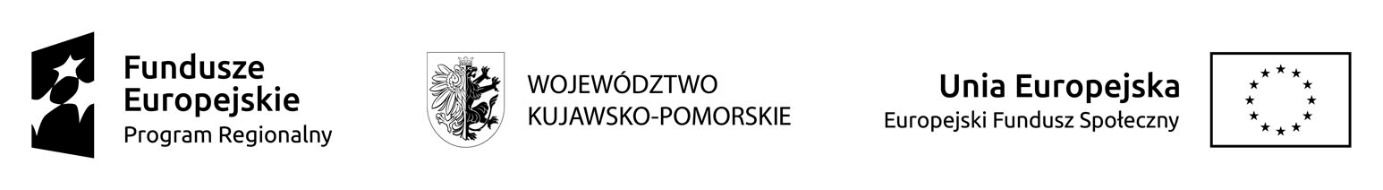 Fundusze
Europejskie
Program Regionalny
WOJEWÓDZTWO
KUJAWSKO-POMORSKIE
Unia Europejska
Europejski Fundusz Społeczny